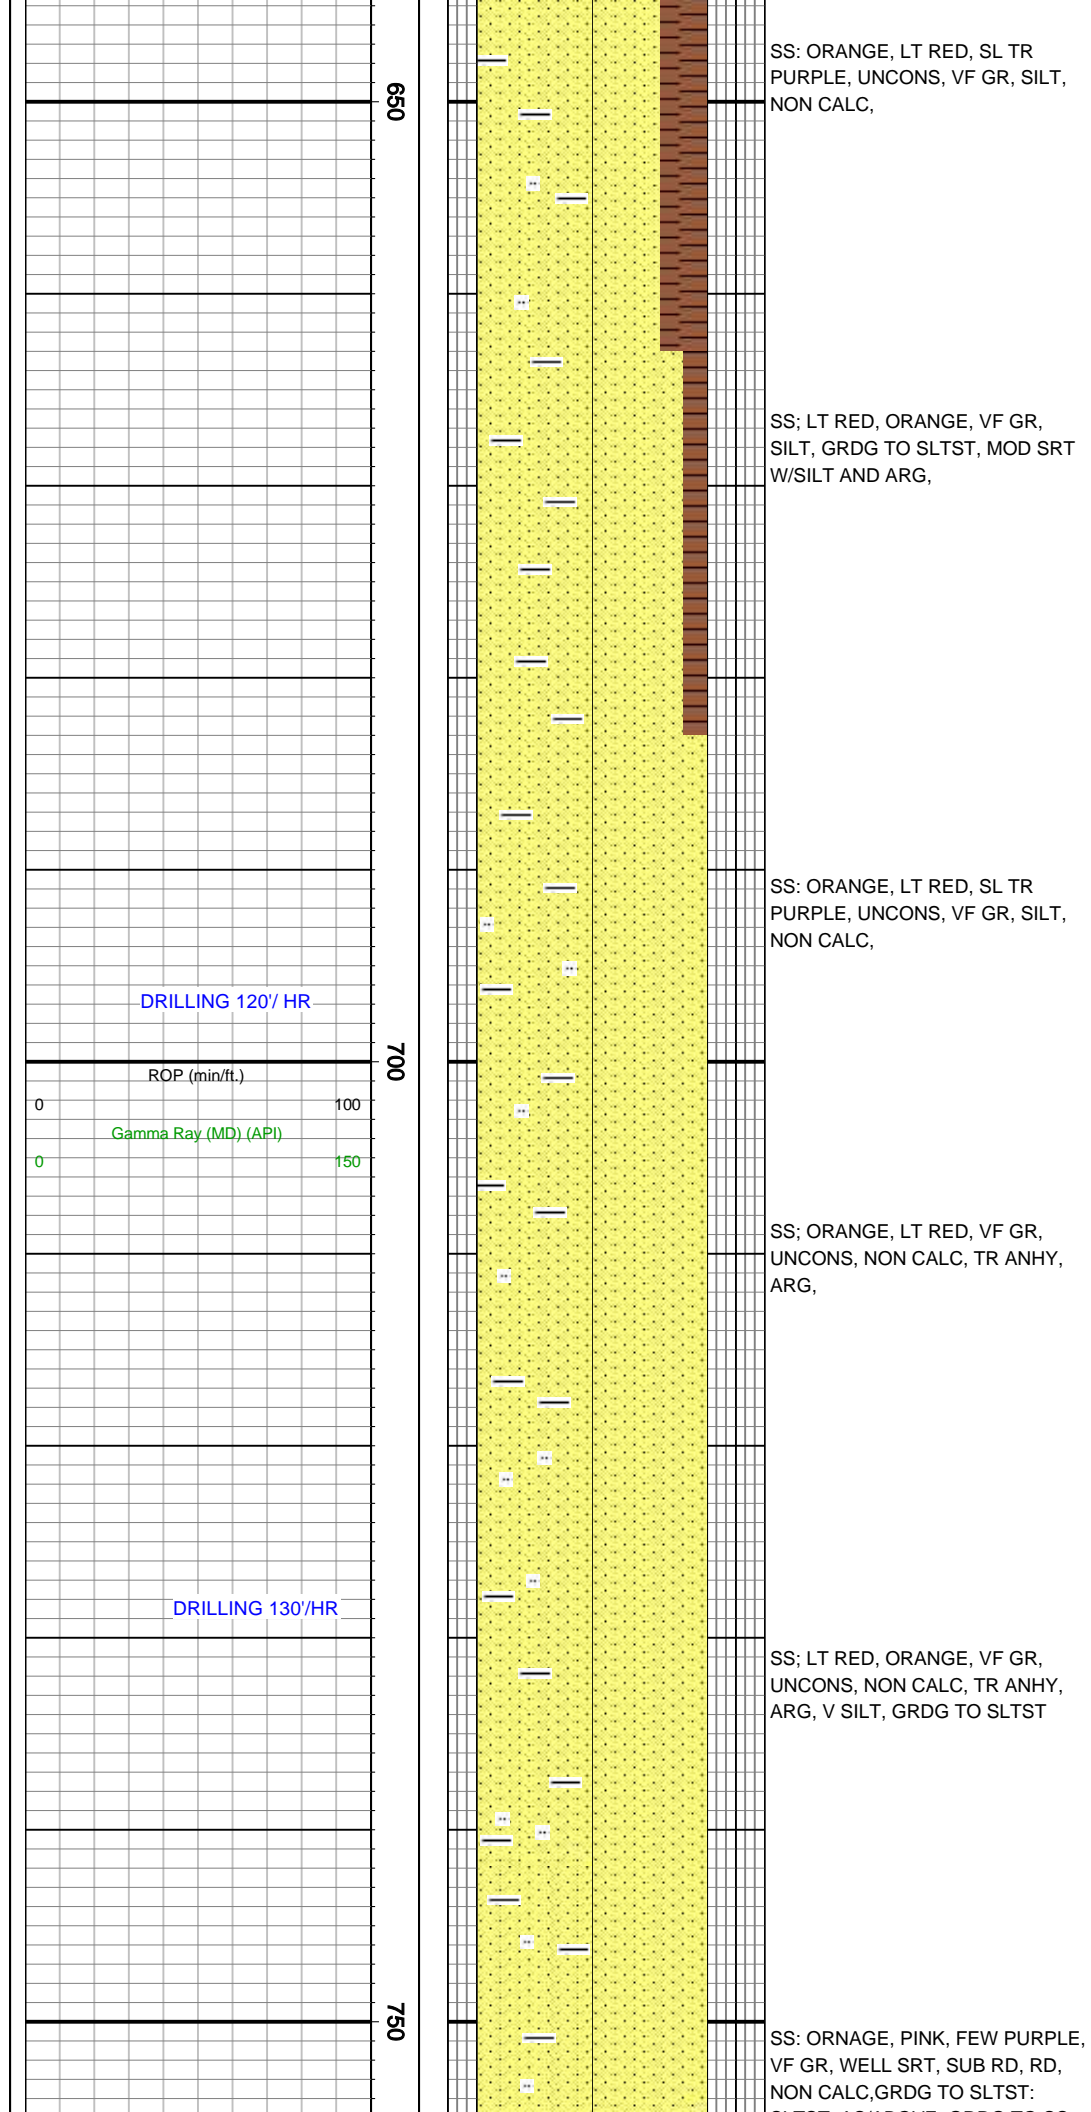 SS: ORANGE, LT RED, SL TR
PURPLE, UNCONS, VF GR, SILT,
NON CALC,
650
SS; LT RED, ORANGE, VF GR,
SILT, GRDG TO SLTST, MOD SRT
W/SILT AND ARG,
SS: ORANGE, LT RED, SL TR
PURPLE, UNCONS, VF GR, SILT,
NON CALC,
DRILLING 120'/ HR
700
ROP (min/ft.)
0 100
Gamma Ray (MD) (API)
0 150
SS; ORANGE, LT RED, VF GR,
UNCONS, NON CALC, TR ANHY,
ARG,
DRILLING 130'/HR
SS; LT RED, ORANGE, VF GR,
UNCONS, NON CALC, TR ANHY,
ARG, V SILT, GRDG TO SLTST
750
SS: ORNAGE, PINK, FEW PURPLE,
VF GR, WELL SRT, SUB RD, RD,
NON CALC,GRDG TO SLTST: